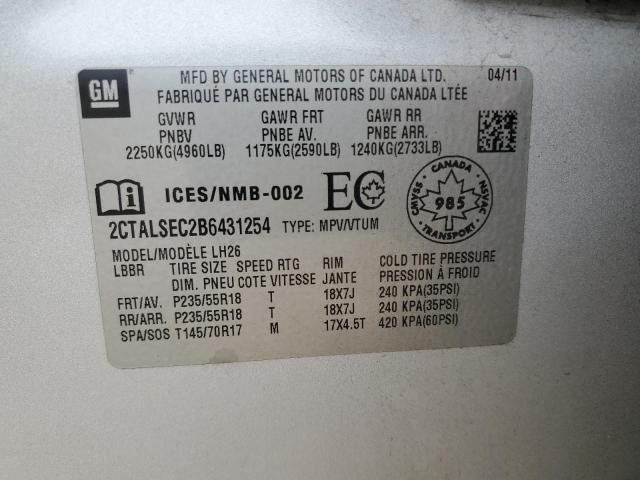 GM
MFD BY GENERAL MOTORS OF CANADA LTD. 04/11
FABRIQUÉ PAR GENERAL MOTORS DU CANADA LTÉE
GVWR GAWR FRT GAWR RR
PNBV PNBE AV. PNBE ARR.
2250KG(4960LB) 1175KG(2590LB) 1240KG(2733LB)
ICES/NMB-002 EC
CANADA CMVSS 985 NSVAC TRANSPORT
2CTALSEC2B6431254 TYPE: MPV/VTUM
MODEL/MODÈLE LH26
LBBR TIRE SIZE SPEED RTG RIM COLD TIRE PRESSURE
DIM. PNEU COTE VITESSE JANTE PRESSION À FROID
FRT/AV. P235/55R18 T 18X7J 240 KPA(35PSI)
RR/ARR. P235/55R18 T 18X7J 240 KPA(35PSI)
SPA/SOS T145/70R17 M 17X4.5T 420 KPA(60PSI)